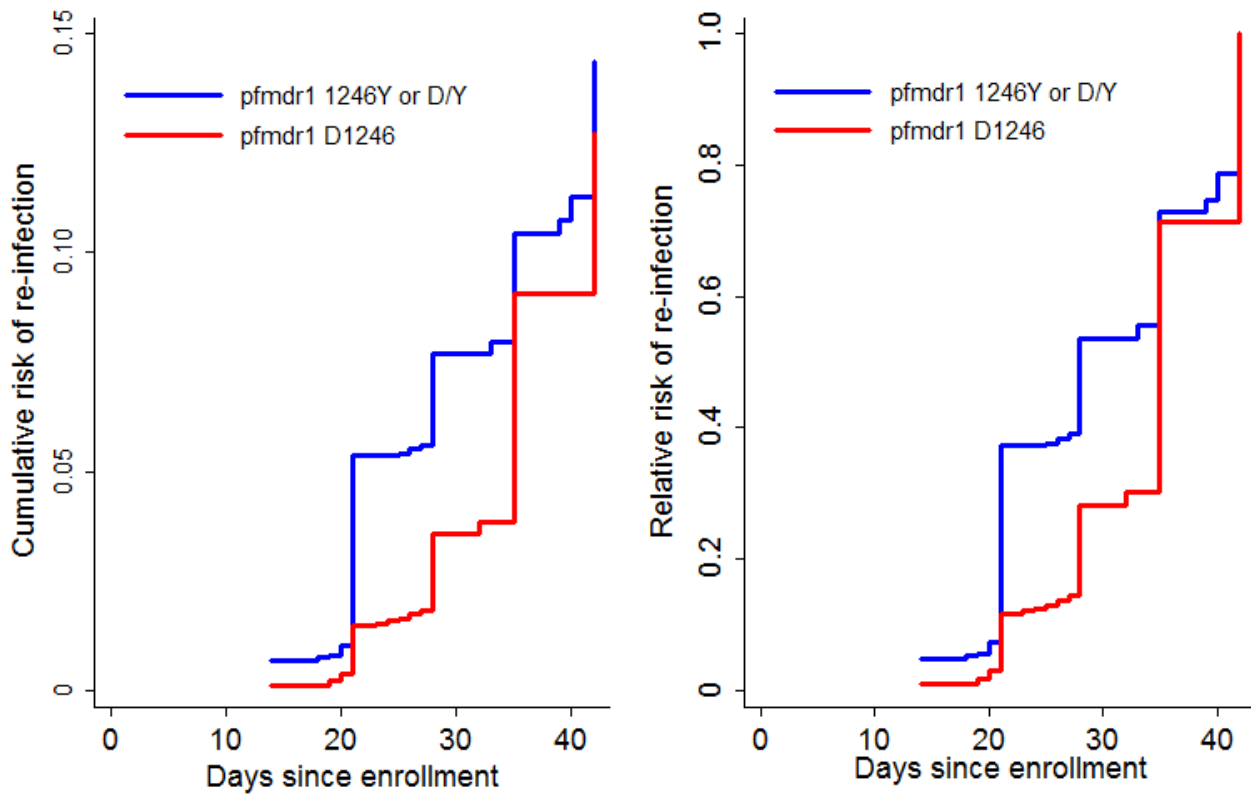 Cumulative risk of re-infection
0.15
0.10
0.05
0
pfmdr1 1246Y or D/Y
pfmdr1 D1246
0 10 20 30 40
Days since enrollment
Relative risk of re-infection
1.0
0.8
0.6
0.4
0.2
0
pfmdr1 1246Y or D/Y
pfmdr1 D1246
0 10 20 30 40
Days since enrollment